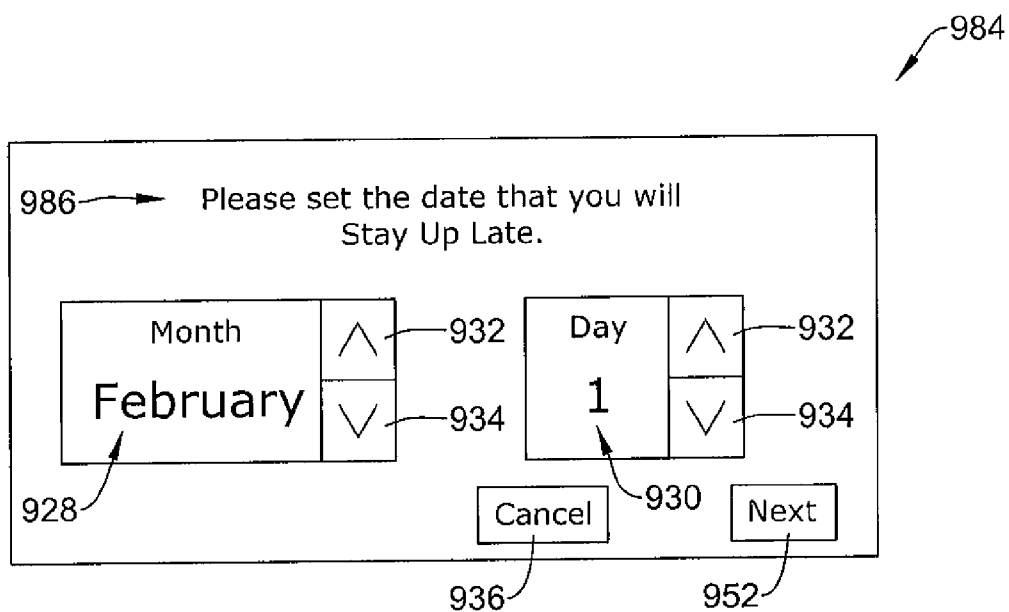 984
986 Please set the date that you will
Stay Up Late.
Month 932 Day 932
February 934 1 934
928 930
Cancel Next
936 952